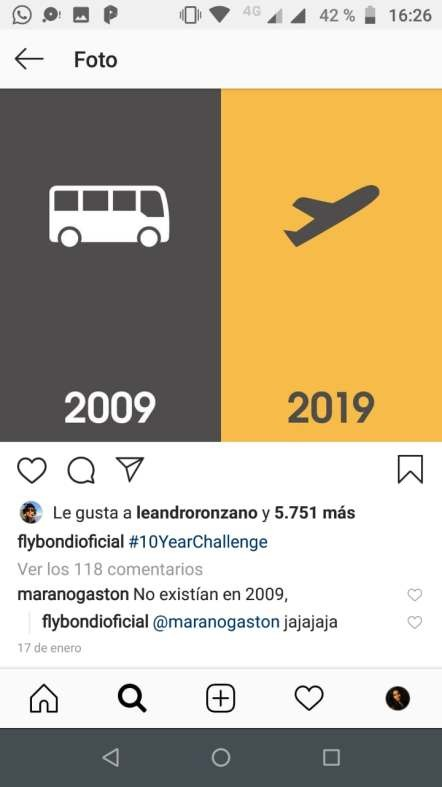 4G 42 % 16:26
Foto
2009 2019
Le gusta a leandroronzano y 5.751 más
flybondioficial #10YearChallenge
Ver los 118 comentarios
maranogaston No existían en 2009,
flybondioficial @maranogaston jajajaja
17 de enero